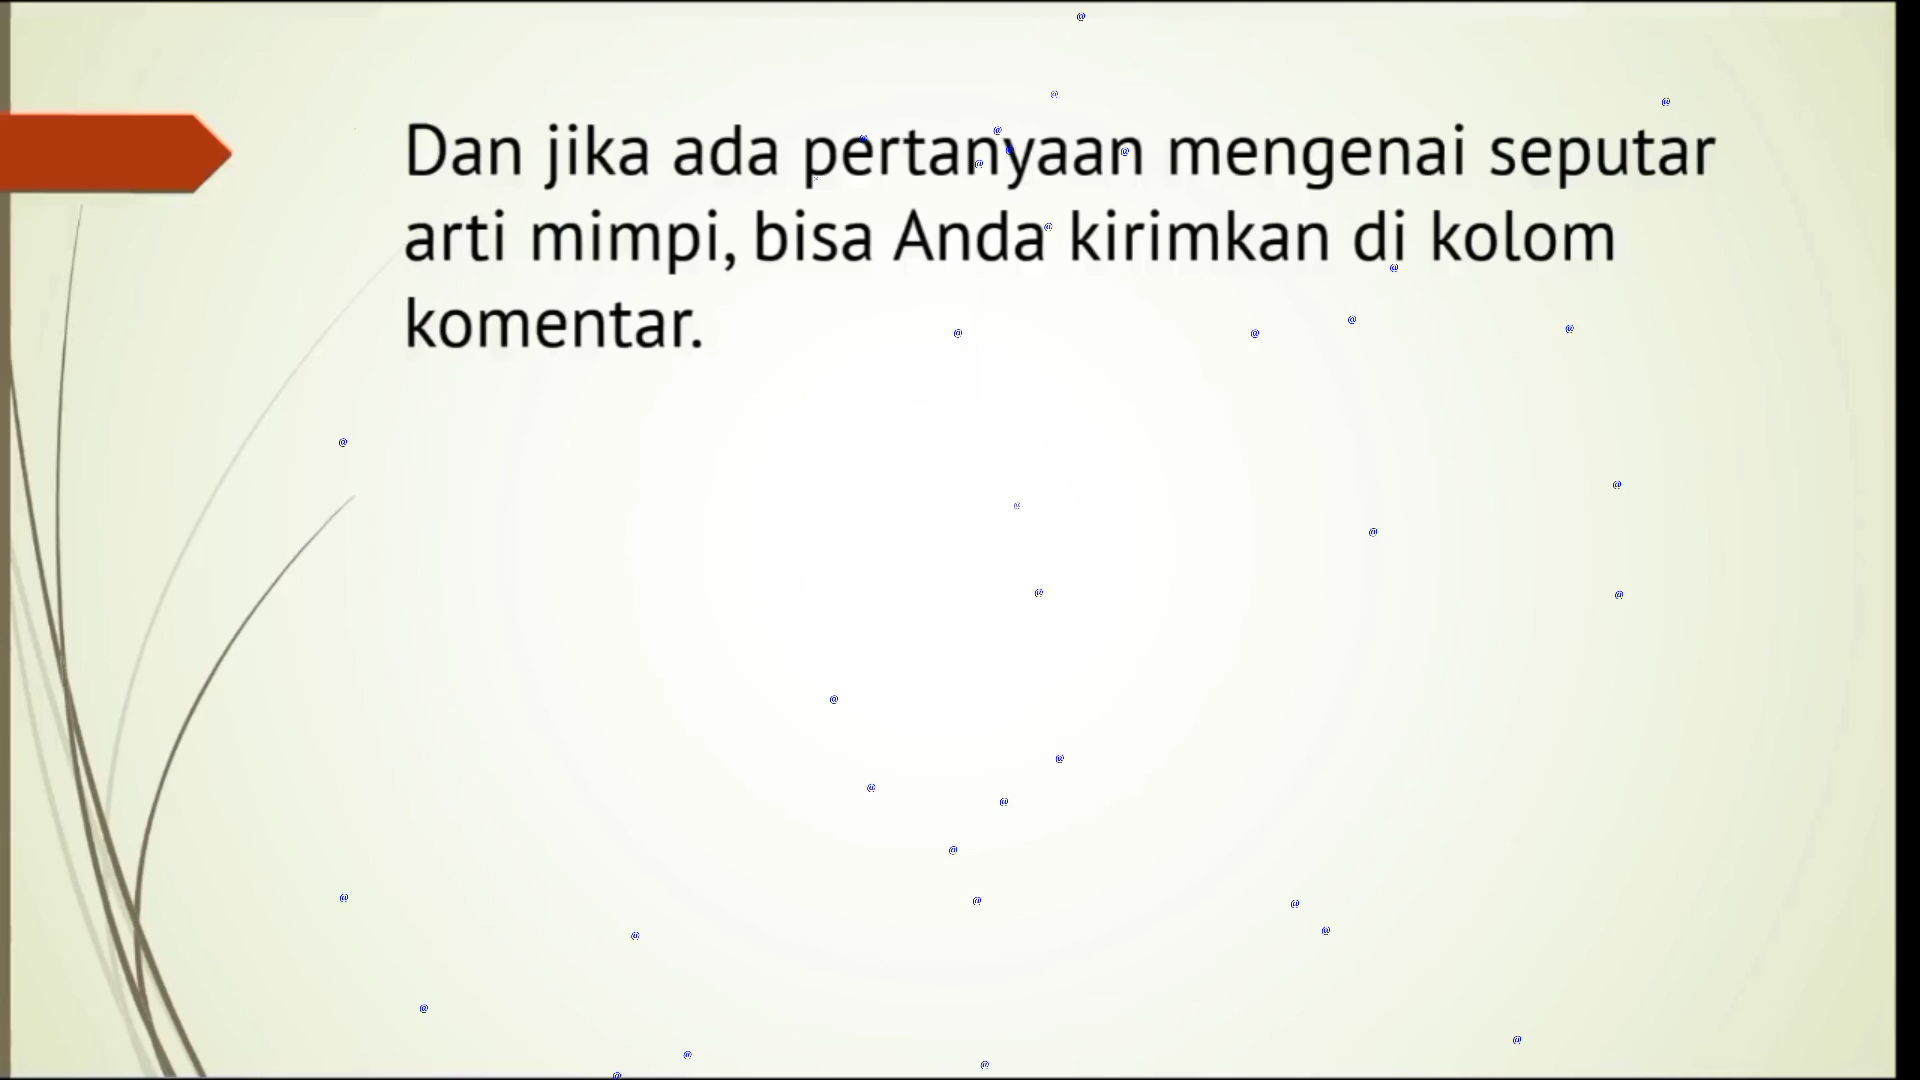 Dan jika ada pertanyaan mengenai seputar
arti mimpi, bisa Anda kirimkan di kolom
komentar.